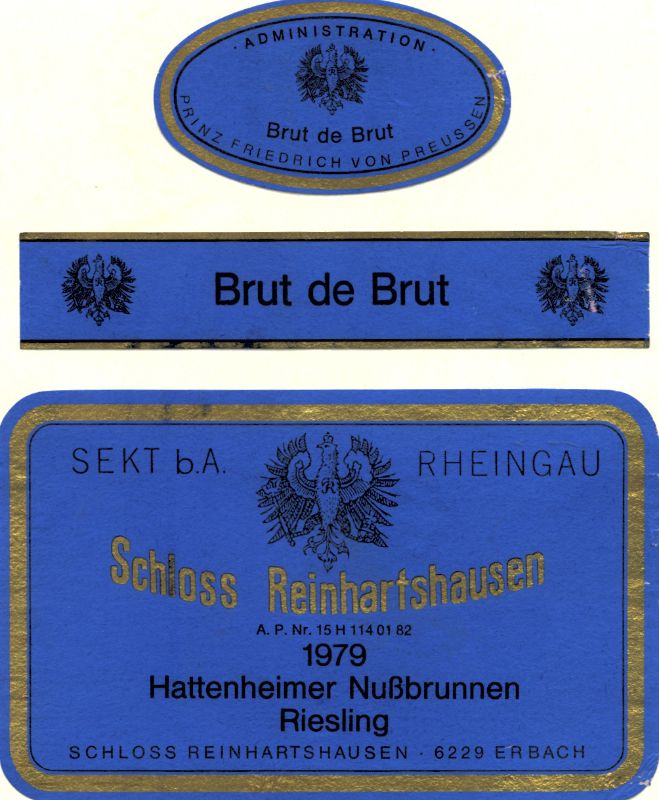 · ADMINISTRATION ·
Brut de Brut
PRINZ FRIEDRICH VON PREUSSEN
Brut de Brut
SEKT b.A. RHEINGAU
Schloss Reinhartshausen
A. P. Nr. 15 H 114 01 82
1979
Hattenheimer Nußbrunnen
Riesling
SCHLOSS REINHARTSHAUSEN · 6229 ERBACH